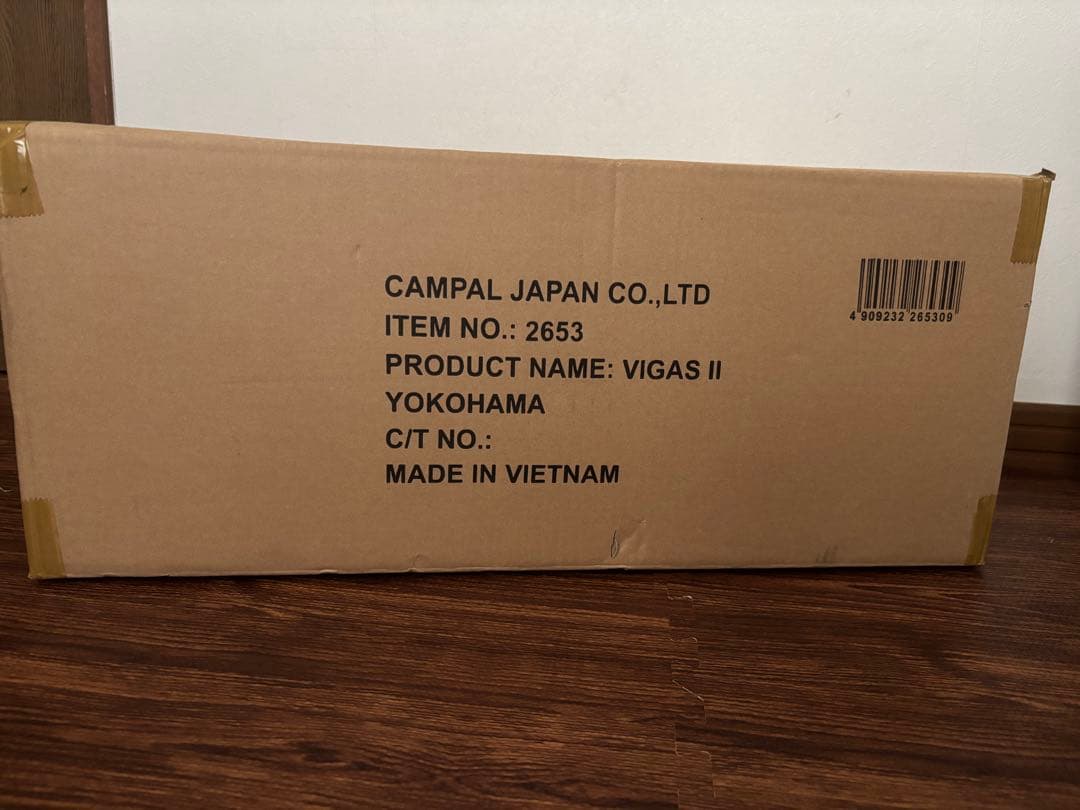 CAMPAL JAPAN CO.,LTD
ITEM NO.: 2653
PRODUCT NAME: VIGAS II
YOKOHAMA
C/T NO.:
MADE IN VIETNAM
4 909232 265309